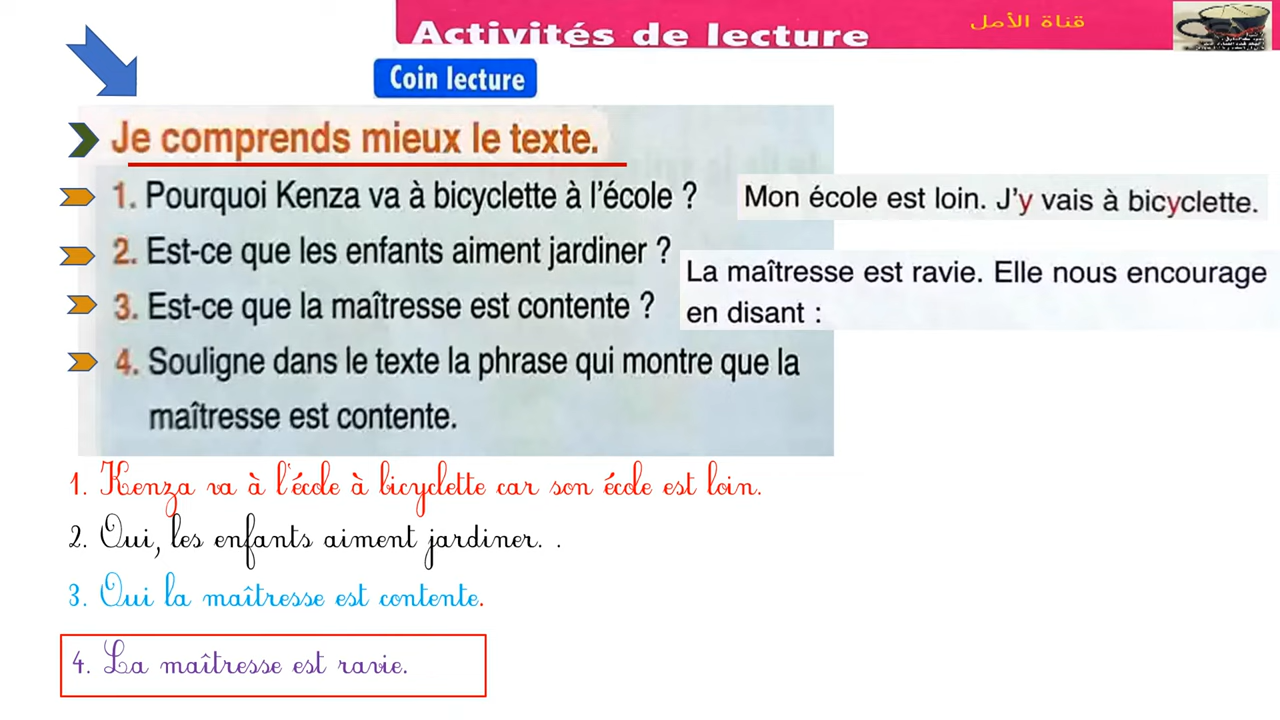 Activités de lecture
قناة الأمل
Coin lecture
Je comprends mieux le texte.
1. Pourquoi Kenza va à bicyclette à l'école ?
Mon école est loin. J'y vais à bicyclette.
2. Est-ce que les enfants aiment jardiner ?
La maîtresse est ravie. Elle nous encourage
en disant :
3. Est-ce que la maîtresse est contente ?
4. Souligne dans le texte la phrase qui montre que la
maîtresse est contente.
1. Kenza va à l'école à bicyclette car son école est loin.
2. Oui, les enfants aiment jardiner. .
3. Oui la maîtresse est contente.
4. La maîtresse est ravie.